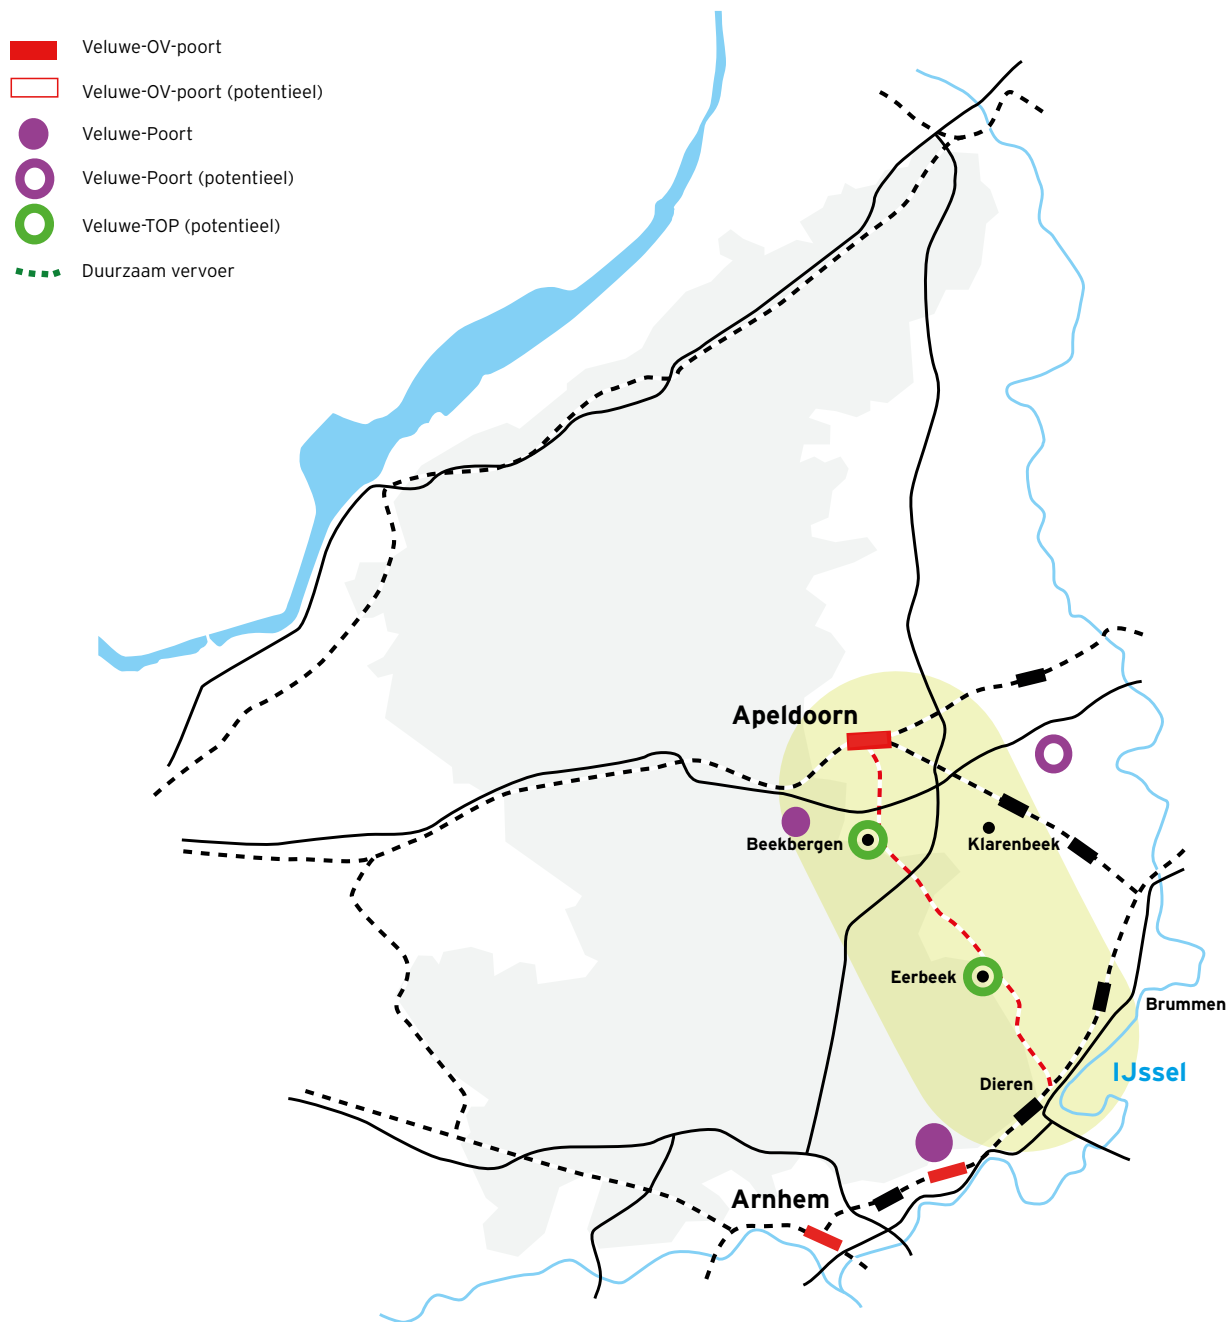 Veluwe-OV-poort
Veluwe-OV-poort (potentieel)
Veluwe-Poort
Veluwe-Poort (potentieel)
Veluwe-TOP (potentieel)
Duurzaam vervoer
Apeldoorn
Beekbergen
Klarenbeek
Eerbeek
Brummen
IJssel
Dieren
Arnhem